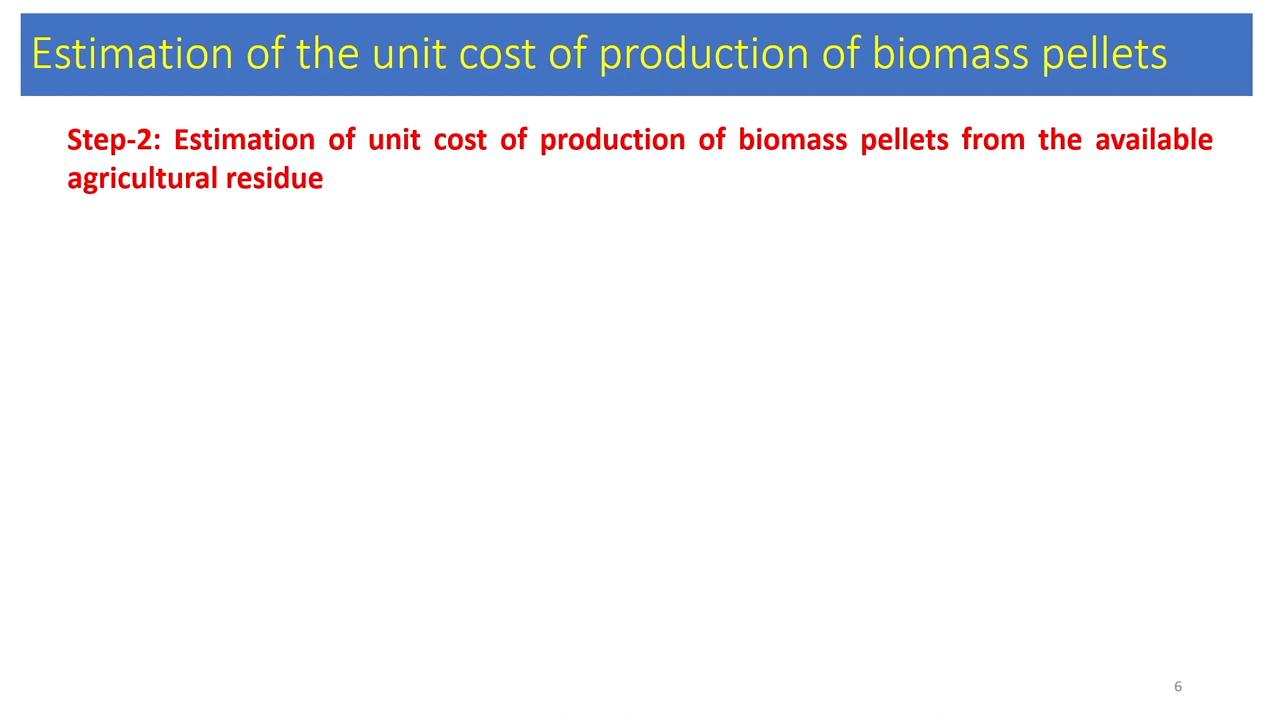 Estimation of the unit cost of production of biomass pellets
Step-2: Estimation of unit cost of production of biomass pellets from the available
agricultural residue
6